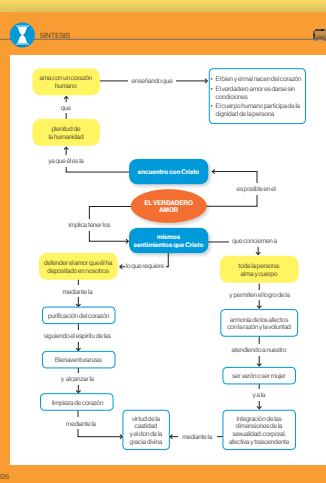 SÍNTESIS
ama con un corazón
humano
enseñando que
• El bien y el mal nacen del corazón
• El verdadero amor es darse sin
condiciones
• El cuerpo humano participa de la
dignidad de la persona
que
plenitud de
la humanidad
ya que él es la
encuentro con Cristo
es posible en el
EL VERDADERO
AMOR
implica tener los
mismos
sentimientos que Cristo
que conciernen a
lo que requiere
defender el amor que él ha
depositado en nosotros
toda la persona:
alma y cuerpo
mediante la
y permiten el logro de la
purificación del corazón
armonía de los afectos
con la razón y la voluntad
siguiendo el espíritu de las
atendiendo a nuestro
Bienaventuranzas
ser varón o ser mujer
y alcanzar la
y a la
limpieza de corazón
mediante la
virtud de la
castidad
y el don de la
gracia divina
mediante la
integración de las
dimensiones de la
sexualidad: corporal,
afectiva y trascendente